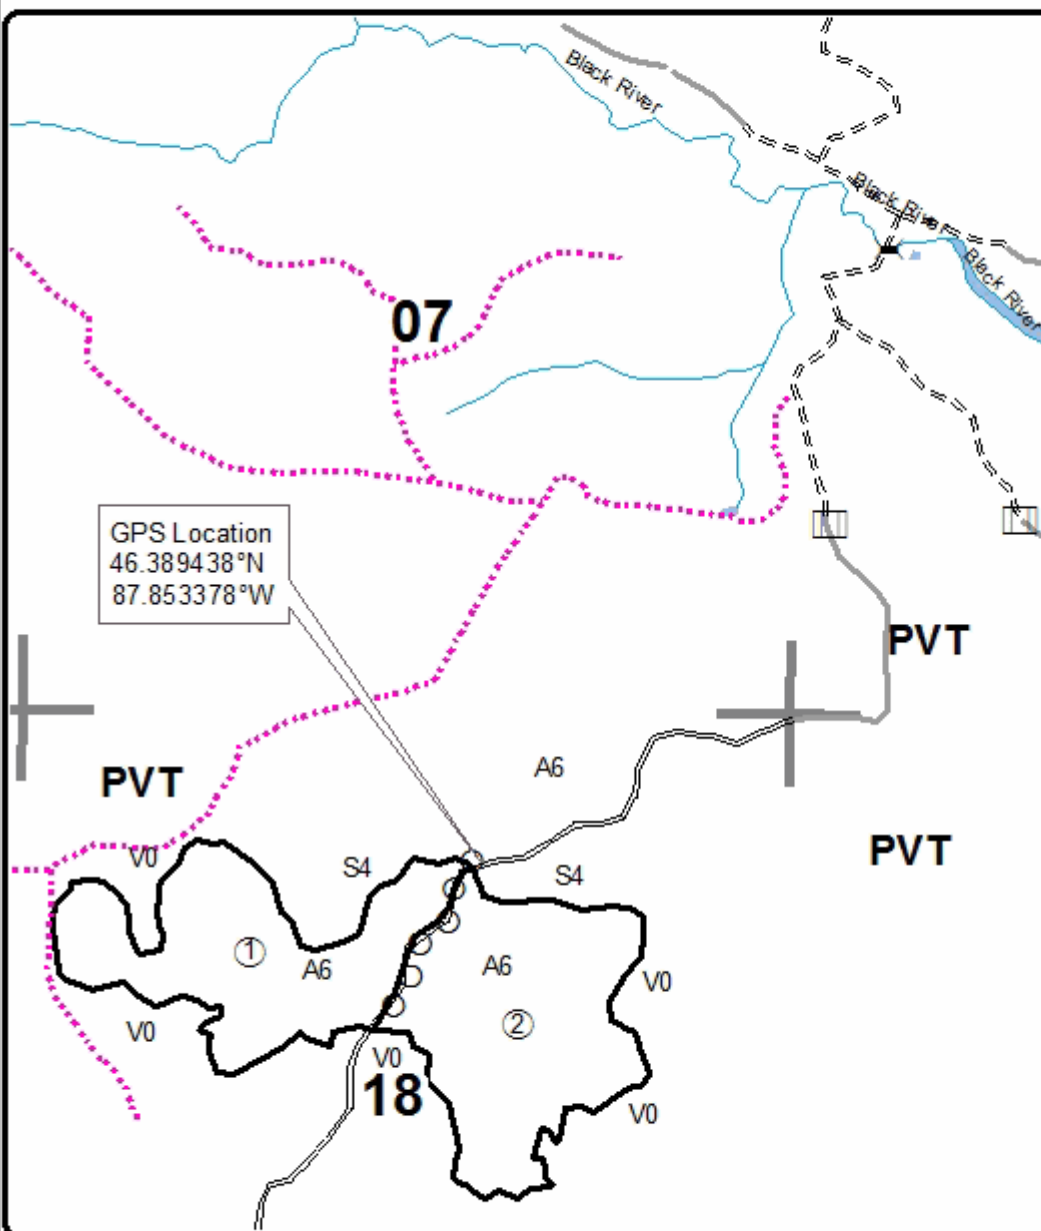 Black River
Black River
Black River
07
GPS Location
46.389438°N
87.853378°W
PVT
A6
PVT
PVT
V0
S4
S4
1
A6
A6
V0
2
V0
V0
18
V0